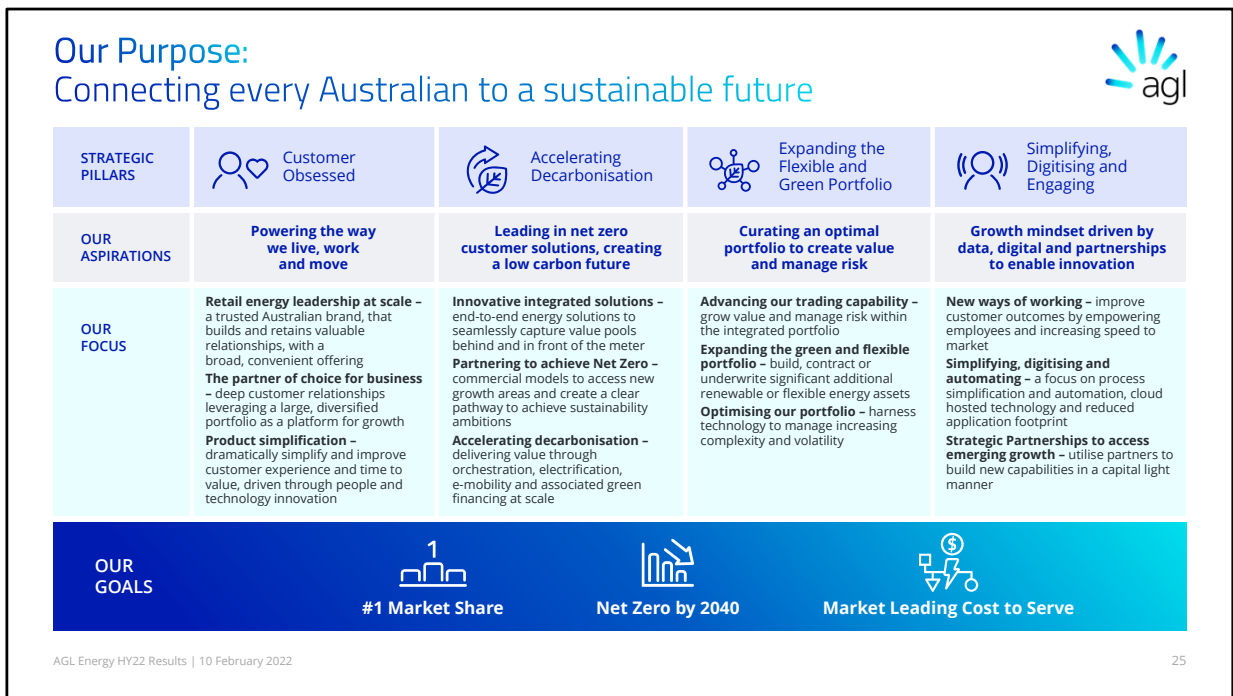 Our Purpose:
Connecting every Australian to a sustainable future
agl
STRATEGIC
PILLARS
Customer
Obsessed
Accelerating
Decarbonisation
Expanding the
Flexible and
Green Portfolio
Simplifying,
Digitising and
Engaging
OUR
ASPIRATIONS
Powering the way
we live, work
and move
Leading in net zero
customer solutions, creating
a low carbon future
Curating an optimal
portfolio to create value
and manage risk
Growth mindset driven by
data, digital and partnerships
to enable innovation
OUR
FOCUS
Retail energy leadership at scale –
a trusted Australian brand, that
builds and retains valuable
relationships, with a
broad, convenient offering
The partner of choice for business
– deep customer relationships
leveraging a large, diversified
portfolio as a platform for growth
Product simplification –
dramatically simplify and improve
customer experience and time to
value, driven through people and
technology innovation
Innovative integrated solutions –
end-to-end energy solutions to
seamlessly capture value pools
behind and in front of the meter
Partnering to achieve Net Zero –
commercial models to access new
growth areas and create a clear
pathway to achieve sustainability
ambitions
Accelerating decarbonisation –
delivering value through
orchestration, electrification,
e-mobility and associated green
financing at scale
Advancing our trading capability –
grow value and manage risk within
the integrated portfolio
Expanding the green and flexible
portfolio – build, contract or
underwrite significant additional
renewable or flexible energy assets
Optimising our portfolio – harness
technology to manage increasing
complexity and volatility
New ways of working – improve
customer outcomes by empowering
employees and increasing speed to
market
Simplifying, digitising and
automating – a focus on process
simplification and automation, cloud
hosted technology and reduced
application footprint
Strategic Partnerships to access
emerging growth – utilise partners to
build new capabilities in a capital light
manner
OUR
GOALS
1
#1 Market Share
Net Zero by 2040
$
Market Leading Cost to Serve
AGL Energy HY22 Results | 10 February 2022
25